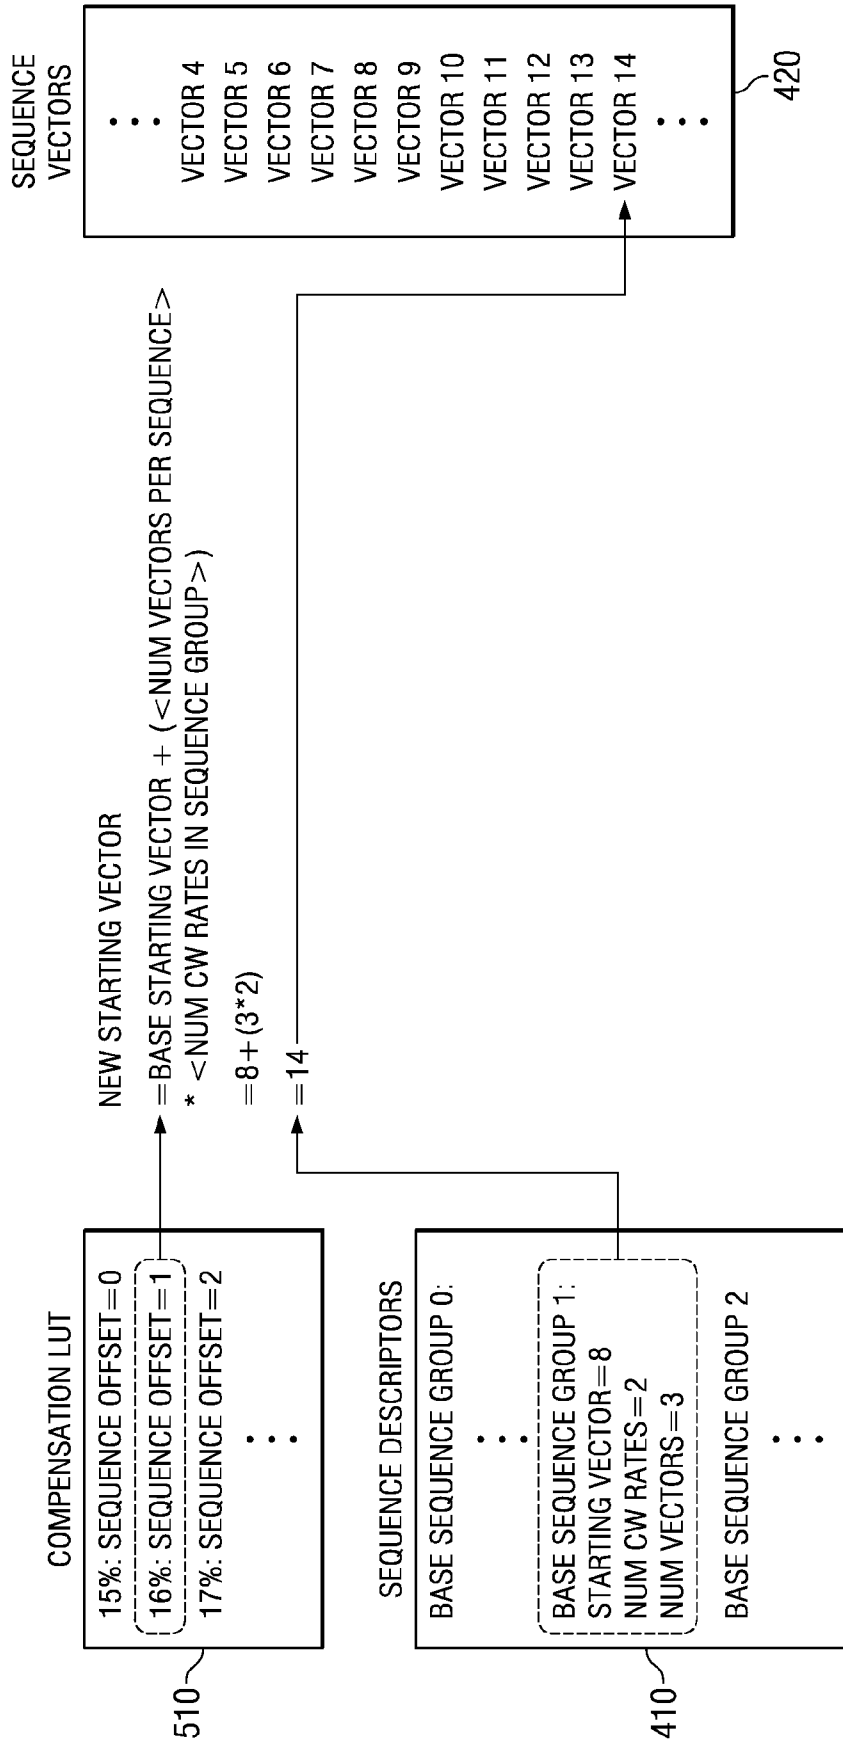 COMPENSATION LUT
15%: SEQUENCE OFFSET=0
16%: SEQUENCE OFFSET=1
17%: SEQUENCE OFFSET=2
• • •
510
SEQUENCE DESCRIPTORS
BASE SEQUENCE GROUP 0:
• • •
BASE SEQUENCE GROUP 1:
STARTING VECTOR=8
NUM CW RATES=2
NUM VECTORS=3
BASE SEQUENCE GROUP 2
• • •
410
NEW STARTING VECTOR
=BASE STARTING VECTOR + (<NUM VECTORS PER SEQUENCE>
* <NUM CW RATES IN SEQUENCE GROUP>)
=8+(3*2)
=14
SEQUENCE
VECTORS
• • •
VECTOR 4
VECTOR 5
VECTOR 6
VECTOR 7
VECTOR 8
VECTOR 9
VECTOR 10
VECTOR 11
VECTOR 12
VECTOR 13
VECTOR 14
• • •
420